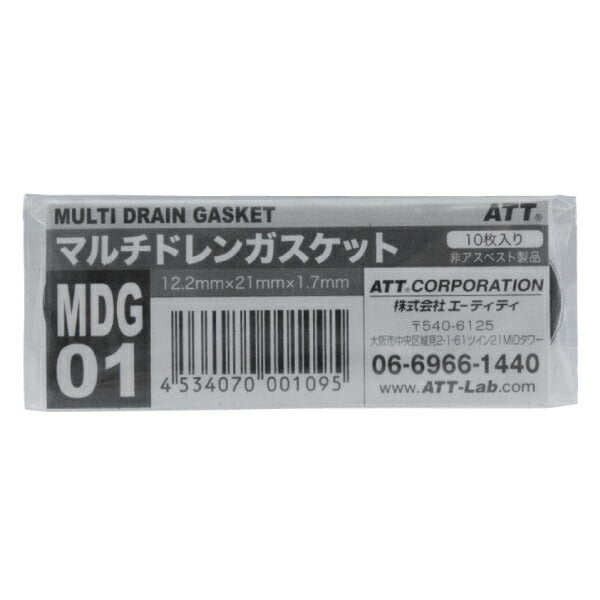 MULTI DRAIN GASKET
ATT®
マルチドレンガスケット
10枚入り
非アスベスト製品
12.2mm×21mm×1.7mm
MDG
01
4 534070 001095
ATT CORPORATION
株式会社 エーティティ
〒540-6125
大阪市中央区城見2-1-61ツイン21MIDタワー
06-6966-1440
www.ATT-Lab.com